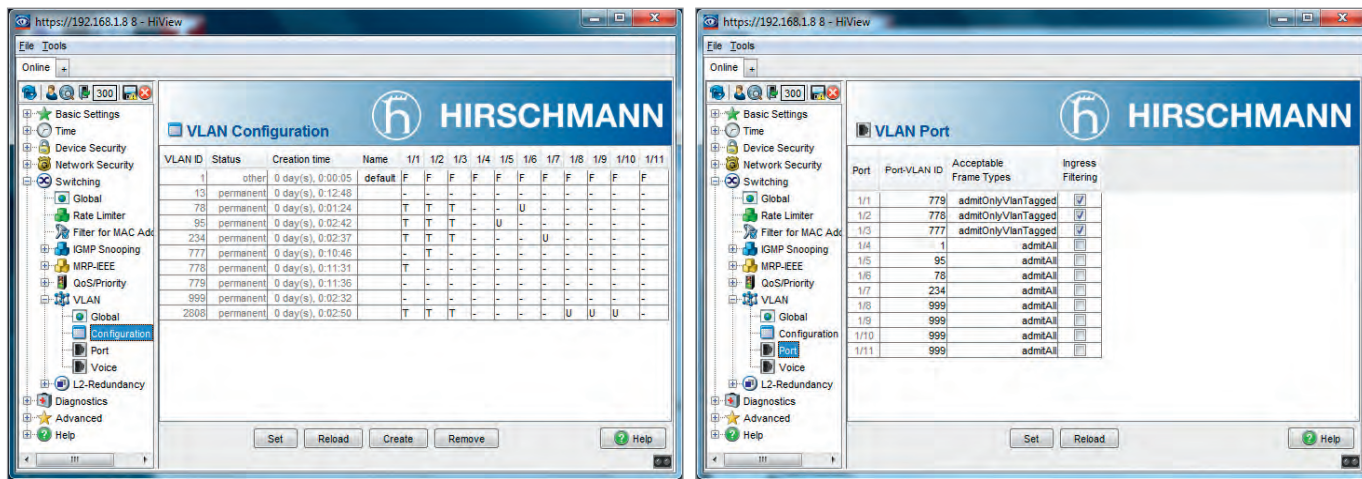 https://192.168.1.8 8 - HiView
File Tools
Online +
300
Basic Settings
Time
Device Security
Network Security
Switching
Global
Rate Limiter
Filter for MAC Add
IGMP Snooping
MRP-IEEE
QoS/Priority
VLAN
Global
Configuration
Port
Voice
L2-Redundancy
Diagnostics
Advanced
Help
HIRSCHMANN
VLAN Configuration
VLAN ID Status Creation time Name 1/1 1/2 1/3 1/4 1/5 1/6 1/7 1/8 1/9 1/10 1/11
1 other 0 day(s), 0:00:05 default F F F F F F F F F F F
13 permanent 0 day(s), 0:12:48 - - - - - - - - - - -
78 permanent 0 day(s), 0:01:24 T T T - - U - - - - -
95 permanent 0 day(s), 0:02:42 T T T - U - - - - - -
234 permanent 0 day(s), 0:02:37 T T T - - - U - - - -
777 permanent 0 day(s), 0:10:46 - T - - - - - - - - -
778 permanent 0 day(s), 0:11:31 T - - - - - - - - - -
779 permanent 0 day(s), 0:11:36 - - - - - - - - - - -
999 permanent 0 day(s), 0:02:32 - - - - - - - - - - -
2808 permanent 0 day(s), 0:02:50 T T T - - - - U U U -
Set Reload Create Remove Help
https://192.168.1.8 8 - HiView
File Tools
Online +
300
Basic Settings
Time
Device Security
Network Security
Switching
Global
Rate Limiter
Filter for MAC Add
IGMP Snooping
MRP-IEEE
QoS/Priority
VLAN
Global
Configuration
Port
Voice
L2-Redundancy
Diagnostics
Advanced
Help
HIRSCHMANN
VLAN Port
Port Port-VLAN ID Acceptable Frame Types Ingress Filtering
1/1 779 admitOnlyVlanTagged
1/2 778 admitOnlyVlanTagged
1/3 777 admitOnlyVlanTagged
1/4 1 admitAll
1/5 95 admitAll
1/6 78 admitAll
1/7 234 admitAll
1/8 999 admitAll
1/9 999 admitAll
1/10 999 admitAll
1/11 999 admitAll
Set Reload Help